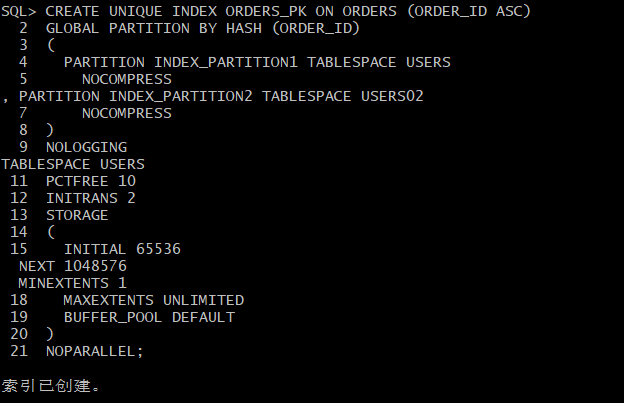 SQL> CREATE UNIQUE INDEX ORDERS_PK ON ORDERS (ORDER_ID ASC)
2 GLOBAL PARTITION BY HASH (ORDER_ID)
3 (
4 PARTITION INDEX_PARTITION1 TABLESPACE USERS
5 NOCOMPRESS
, PARTITION INDEX_PARTITION2 TABLESPACE USERS02
7 NOCOMPRESS
8 )
9 NOLOGGING
TABLESPACE USERS
11 PCTFREE 10
12 INITRANS 2
13 STORAGE
14 (
15 INITIAL 65536
NEXT 1048576
MINEXTENTS 1
18 MAXEXTENTS UNLIMITED
19 BUFFER_POOL DEFAULT
20 )
21 NOPARALLEL;
索引已创建。